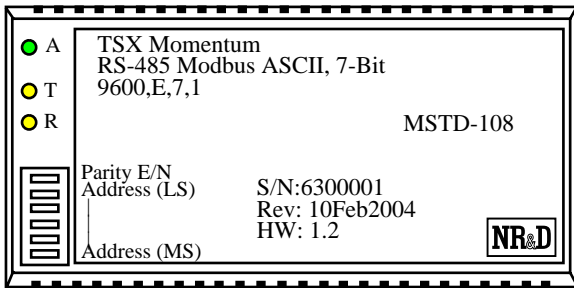 A
TSX Momentum
RS-485 Modbus ASCII, 7-Bit
T
9600,E,7,1
R
MSTD-108
Parity E/N
Address (LS)
S/N:6300001
Rev: 10Feb2004
HW: 1.2
Address (MS)
NR&D